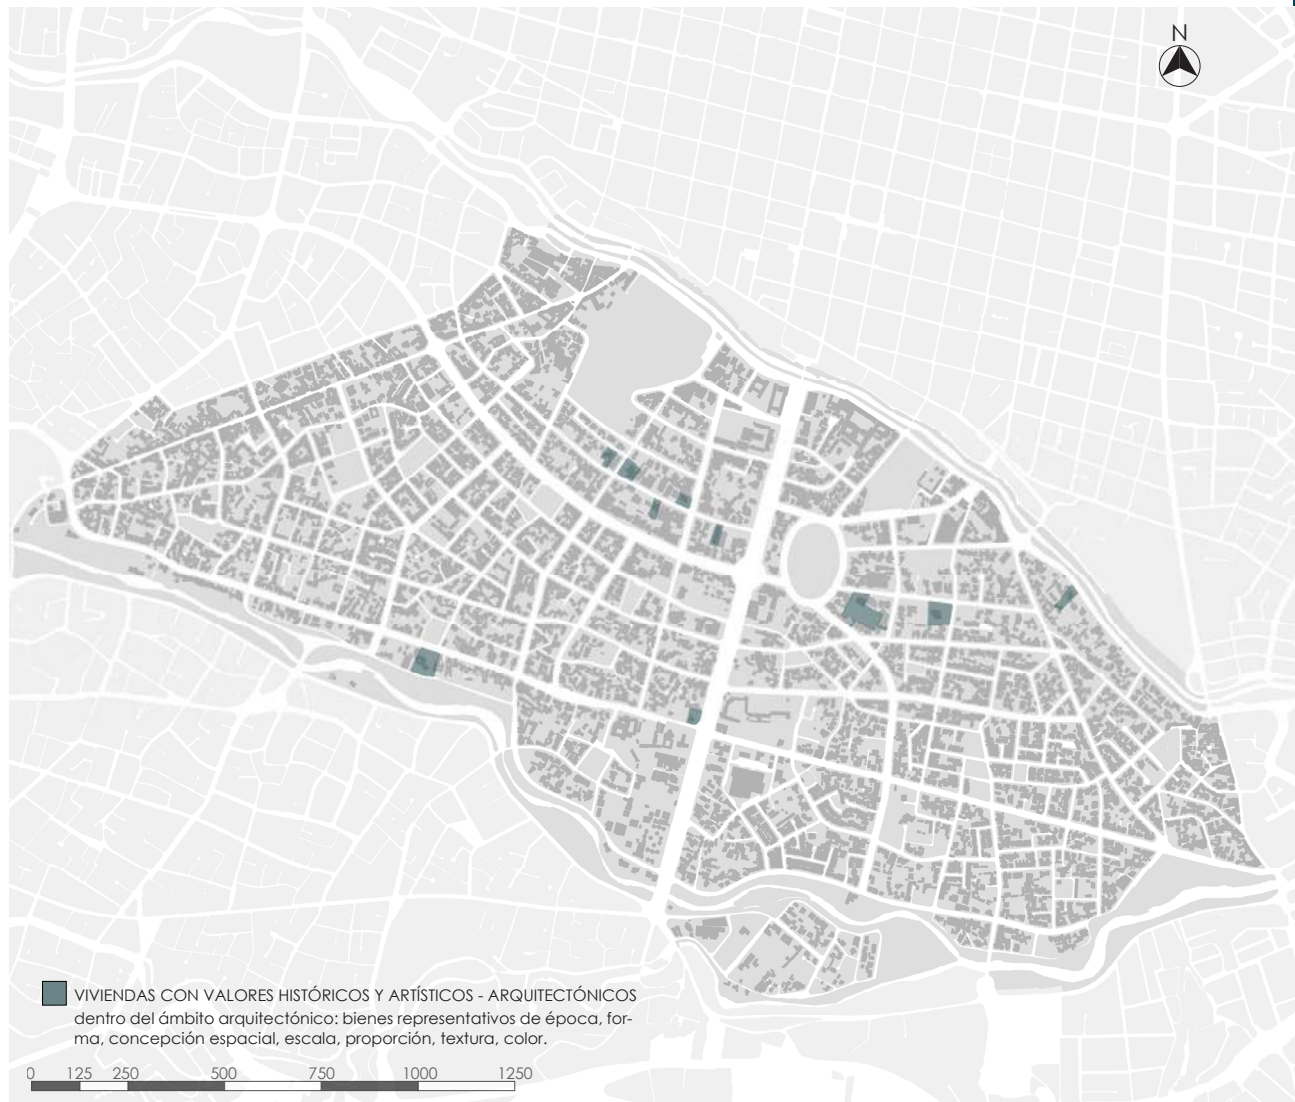 N
VIVIENDAS CON VALORES HISTÓRICOS Y ARTÍSTICOS - ARQUITECTÓNICOS
dentro del ámbito arquitectónico: bienes representativos de época, for-
ma, concepción espacial, escala, proporción, textura, color.
0 125 250 500 750 1000 1250